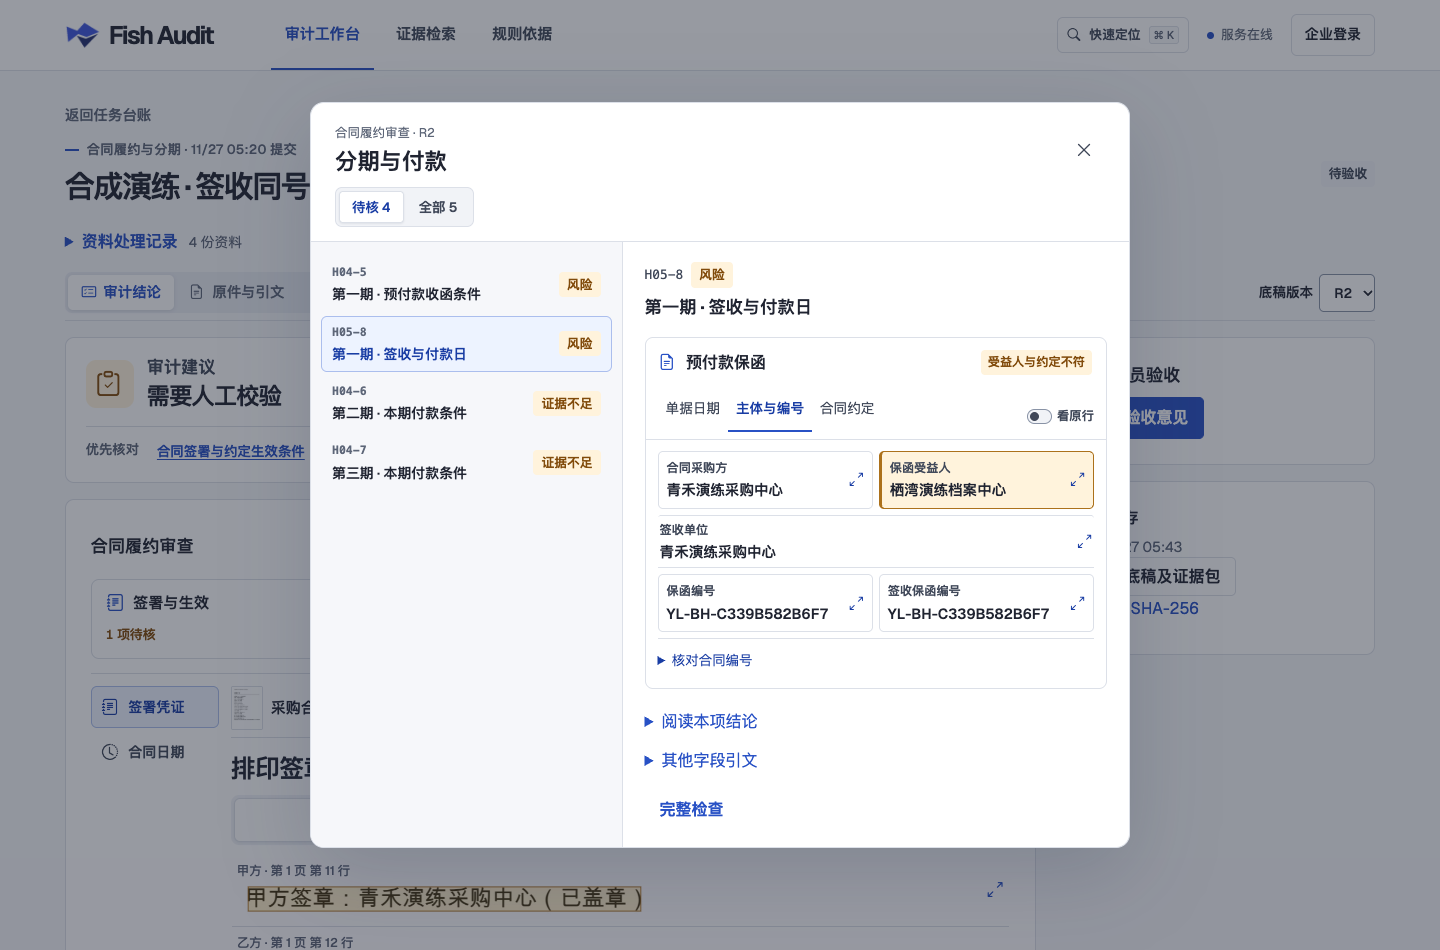 Fish Audit
审计工作台
证据检索
规则依据
快速定位
⌘ K
服务在线
企业登录
返回任务台账
合同履约与分期 · 11/27 05:20 提交
合成演练 · 签收同号
待验收
资料处理记录
4 份资料
审计结论
原件与引文
底稿版本
R2
审计建议
需要人工校验
优先核对
合同签署与约定生效条件
合同履约审查
签署与生效
1 项待核
签署凭证
合同日期
采购合
排印签章
甲方 · 第 1 页 第 11 行
甲方签章：青禾演练采购中心（已盖章）
乙方 · 第 1 页 第 12 行
员验收
验收意见
27 05:43
底稿及证据包
SHA-256
合同履约审查 · R2
分期与付款
待核 4
全部 5
H04-5
第一期 · 预付款收函条件
风险
H05-8
第一期 · 签收与付款日
风险
H04-6
第二期 · 本期付款条件
证据不足
H04-7
第三期 · 本期付款条件
证据不足
H05-8
风险
第一期 · 签收与付款日
预付款保函
受益人与约定不符
单据日期
主体与编号
合同约定
看原行
合同采购方
青禾演练采购中心
保函受益人
栖湾演练档案中心
签收单位
青禾演练采购中心
保函编号
YL-BH-C339B582B6F7
签收保函编号
YL-BH-C339B582B6F7
核对合同编号
阅读本项结论
其他字段引文
完整检查